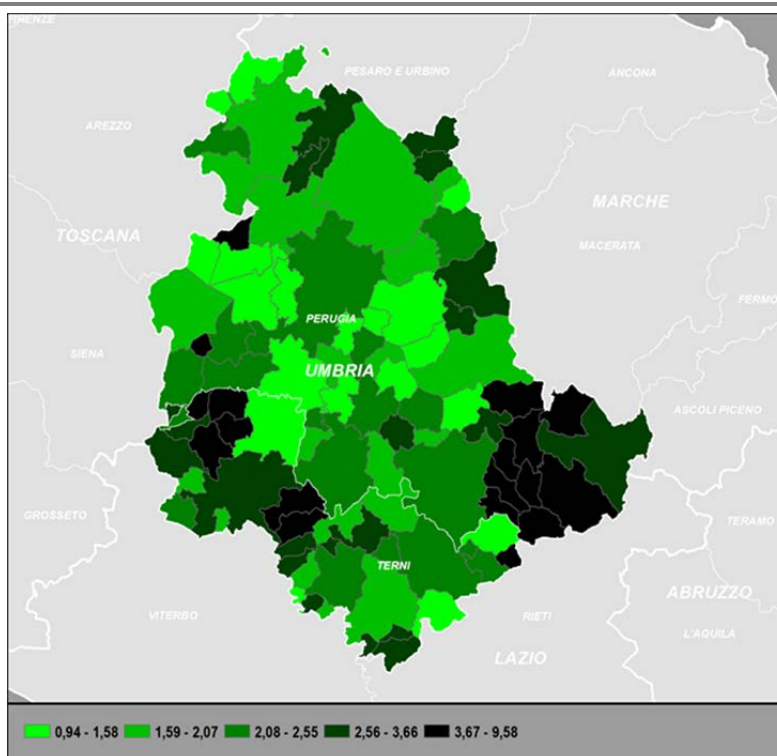 FIRENZE
PESARO E URBINO
ANCONA
AREZZO
MARCHE
TOSCANA
MACERATA
FERMO
PERUGIA
SIENA
UMBRIA
ASCOLI PICENO
GROSSETO
TERAMO
TERNI
ABRUZZO
VITERBO
RIETI
L'AQUILA
LAZIO
0,94 - 1,58 1,59 - 2,07 2,08 - 2,55 2,56 - 3,66 3,67 - 9,58